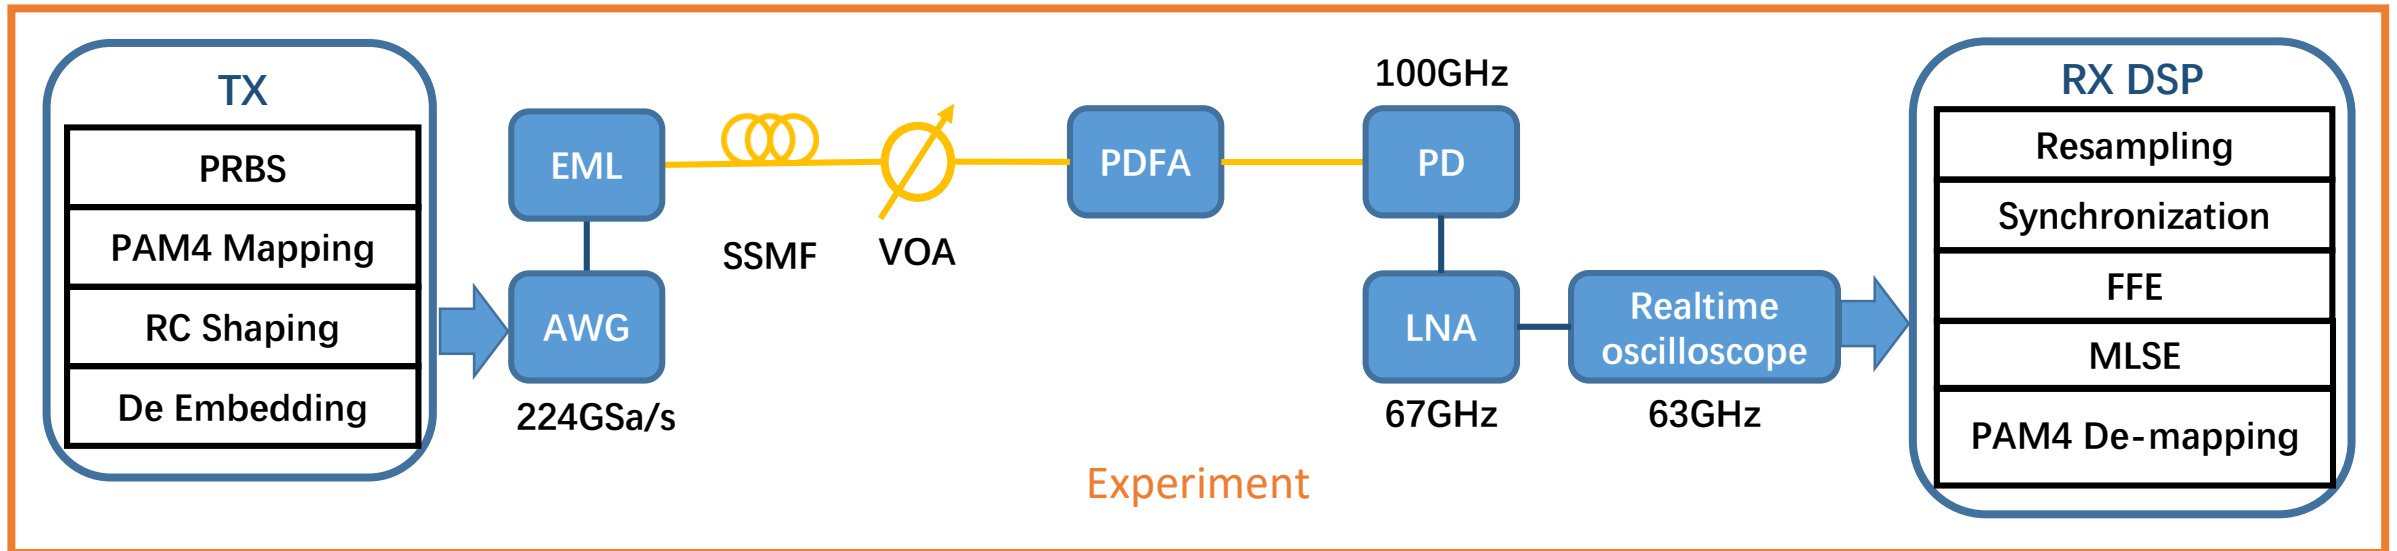 TX
PRBS
PAM4 Mapping
RC Shaping
De Embedding
EML
AWG
224GSa/s
SSMF
VOA
PDFA
100GHz
PD
LNA
67GHz
Realtime
oscilloscope
63GHz
RX DSP
Resampling
Synchronization
FFE
MLSE
PAM4 De-mapping
Experiment